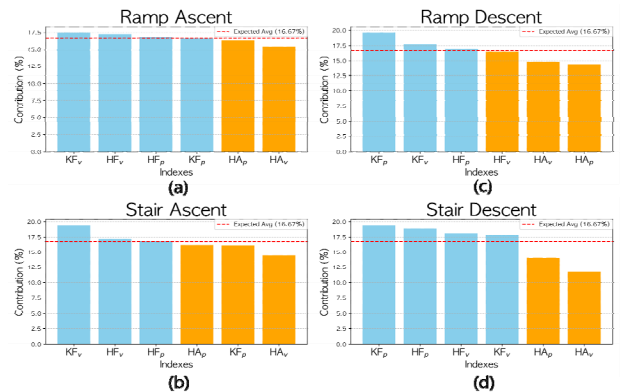 Ramp Ascent
Expected Avg (16.67%)
Contribution (%)
17.5
15.0
12.5
10.0
7.5
5.0
2.5
0.0
KFv HFv HFp KFp HAp HAv
Indexes
(a)
Ramp Descent
Expected Avg (16.67%)
Contribution (%)
20.0
17.5
15.0
12.5
10.0
7.5
5.0
2.5
0.0
KFp KFv HFp HFv HAv HAp
Indexes
(c)
Stair Ascent
Expected Avg (16.67%)
Contribution (%)
20.0
17.5
15.0
12.5
10.0
7.5
5.0
2.5
0.0
KFv HFv HFp HAp KFp HAv
Indexes
(b)
Stair Descent
Expected Avg (16.67%)
Contribution (%)
20.0
17.5
15.0
12.5
10.0
7.5
5.0
2.5
0.0
KFp HFp HFv KFv HAp HAv
Indexes
(d)